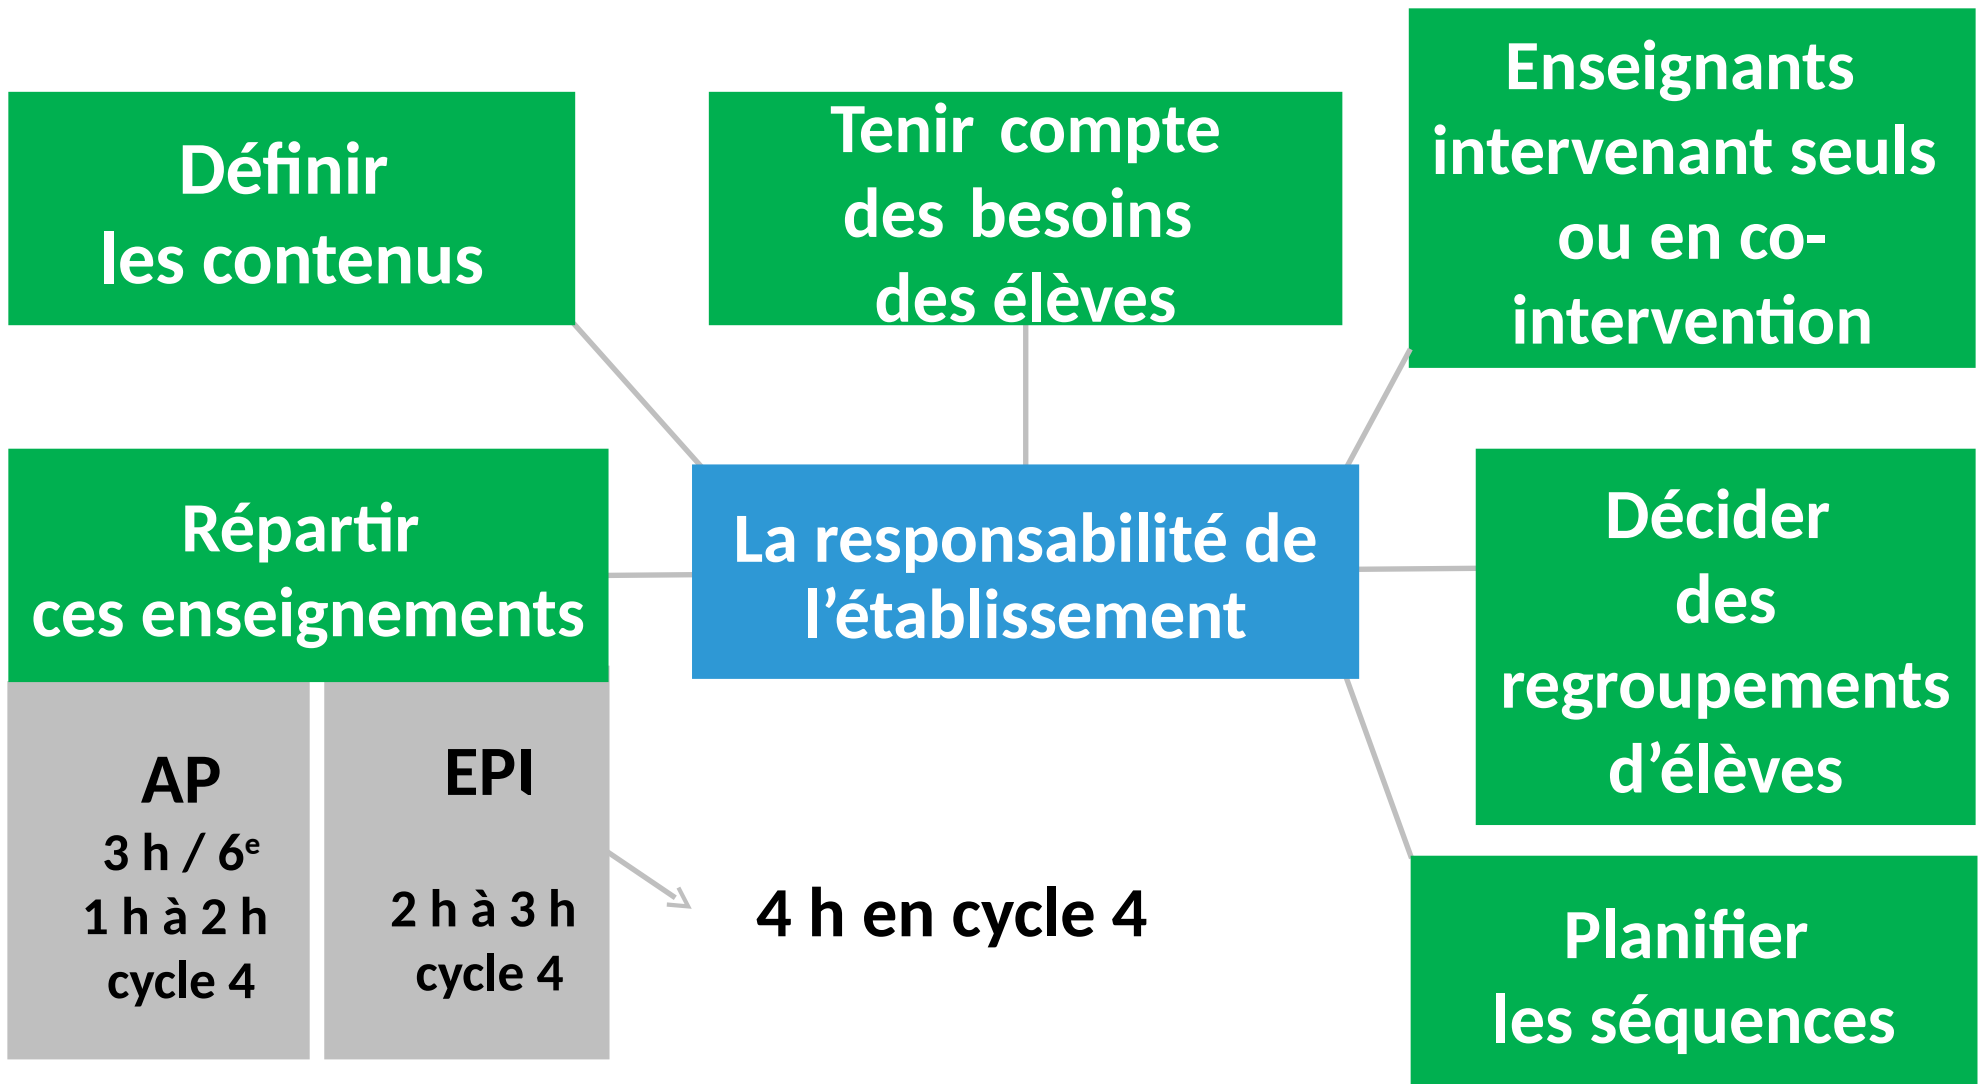 Définir
les contenus
Tenir compte
des besoins
des élèves
Enseignants
intervenant seuls
ou en co-
intervention
Répartir
ces enseignements
La responsabilité de
l’établissement
Décider
des
regroupements
d’élèves
AP
3 h / 6ᵉ
1 h à 2 h
cycle 4
EPI
2 h à 3 h
cycle 4
4 h en cycle 4
Planifier
les séquences